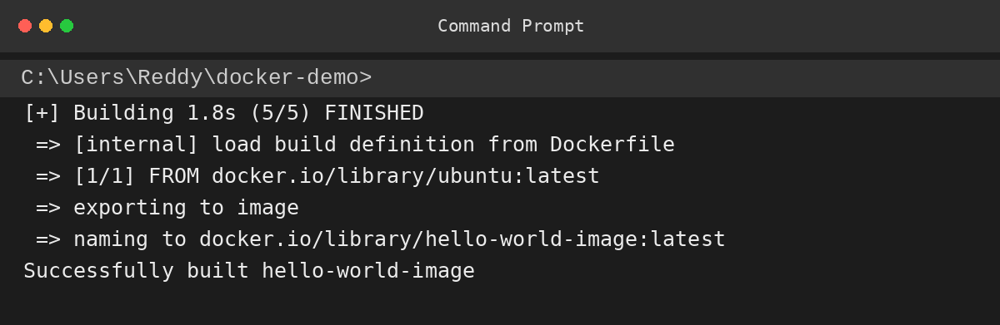 Command Prompt
C:\Users\Reddy\docker-demo>
[+] Building 1.8s (5/5) FINISHED
=> [internal] load build definition from Dockerfile
=> [1/1] FROM docker.io/library/ubuntu:latest
=> exporting to image
=> naming to docker.io/library/hello-world-image:latest
Successfully built hello-world-image